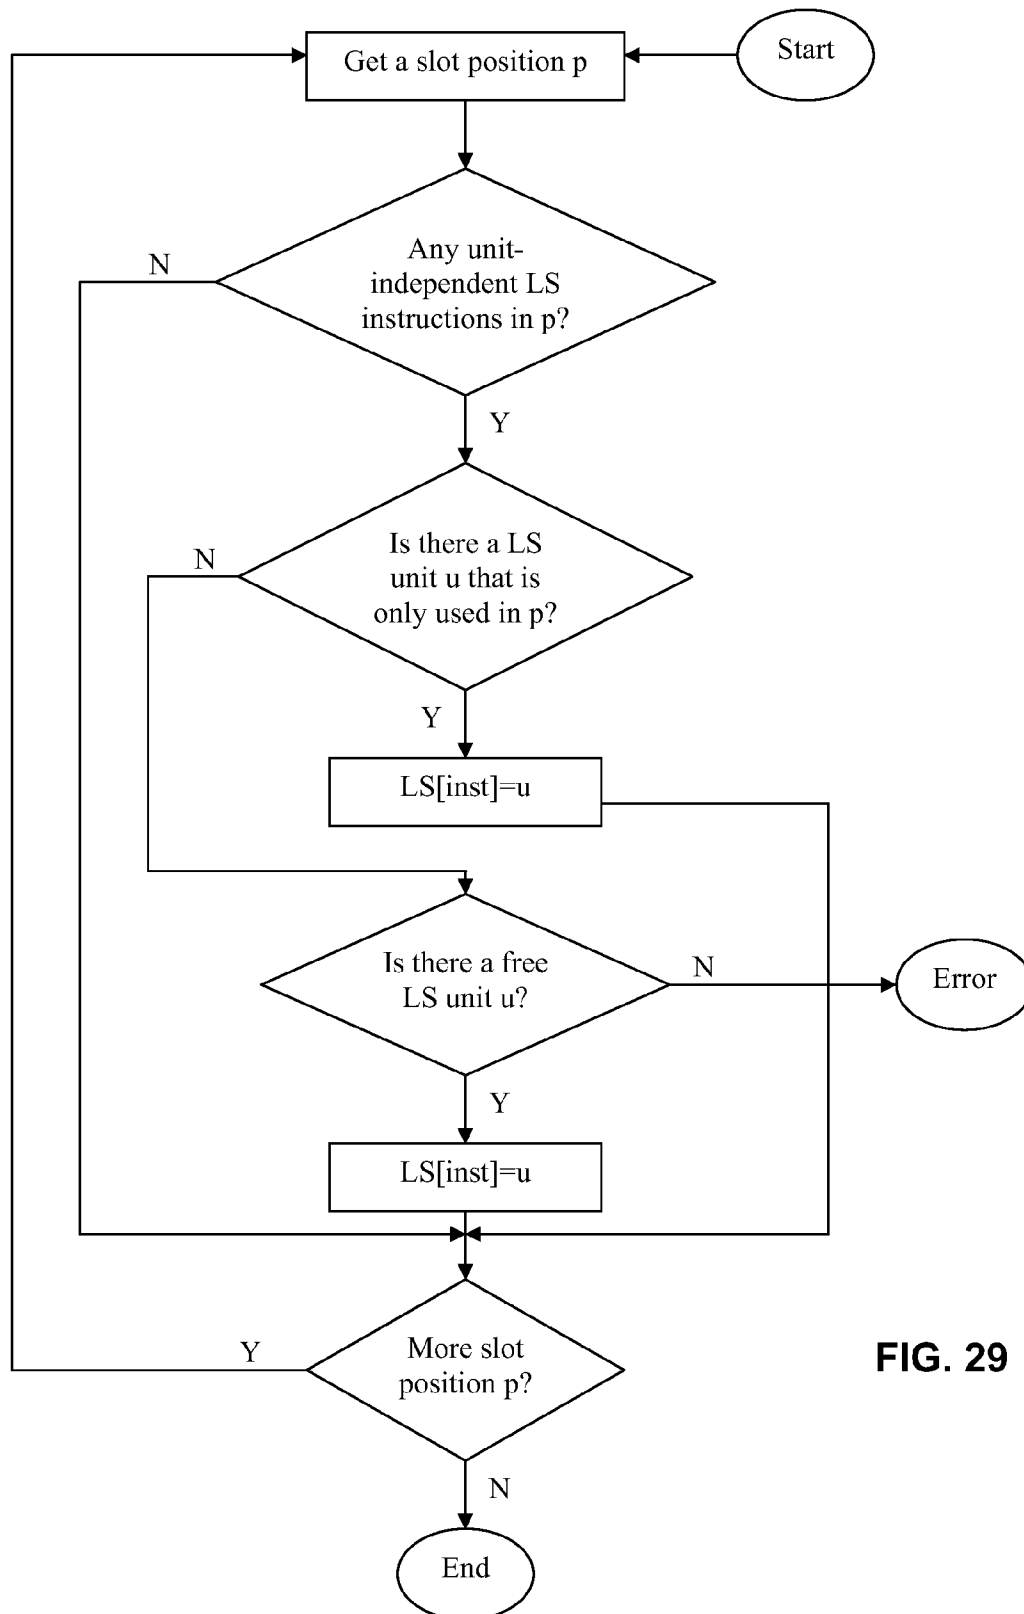 Start
Get a slot position p
Any unit-
independent LS
instructions in p?
N
Y
Is there a LS
unit u that is
only used in p?
N
Y
LS[inst]=u
Is there a free
LS unit u?
N
Error
Y
LS[inst]=u
More slot
position p?
Y
FIG. 29
N
End